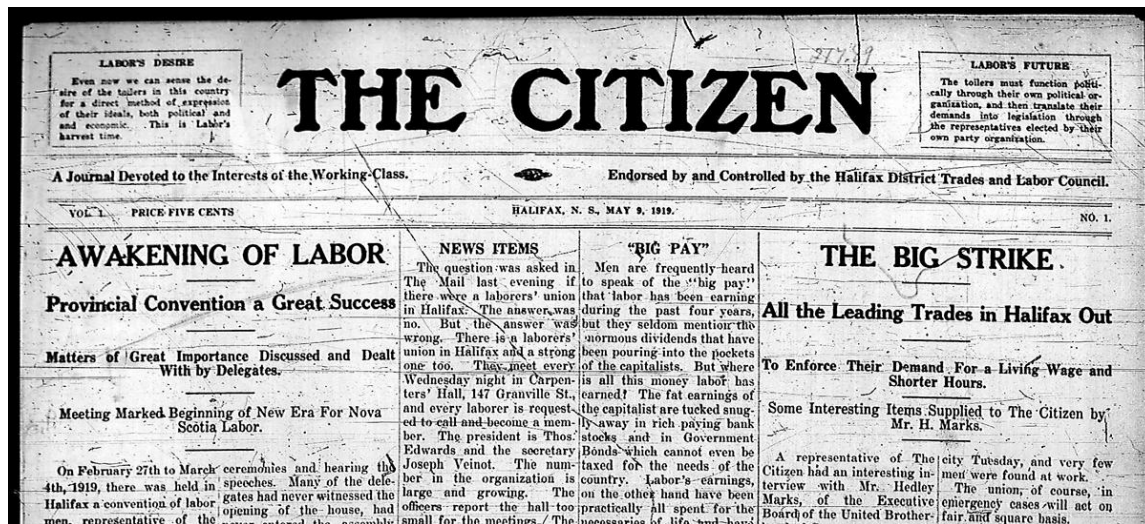 LABOR'S DESIRE
Even now we can sense the de-
sire of the toilers in this country
for a direct method of expression
of their ideals, both political and
and economic. This is Labor's
harvest time.
THE CITIZEN
LABOR'S FUTURE
The toilers must function politi-
cally through their own political or-
ganization, and then translate their
demands into legislation through
the representatives elected by their
own party organization.
A Journal Devoted to the Interests of the Working-Class.
Endorsed by and Controlled by the Halifax District Trades and Labor Council.
VOL. 1. PRICE FIVE CENTS
HALIFAX, N. S., MAY 9, 1919.
NO. 1.
AWAKENING OF LABOR
Provincial Convention a Great Success
Matters of Great Importance Discussed and Dealt
With by Delegates.
Meeting Marked Beginning of New Era For Nova
Scotia Labor.
On February 27th to March
4th, 1919, there was held in
Halifax a convention of labor
men, representative of the
ceremonies and hearing the
speeches. Many of the dele-
gates had never witnessed the
opening of the house, had
never entered the assembly
NEWS ITEMS
The question was asked in
The Mail last evening if
there were a laborers' union
in Halifax. The answer was
no. But the answer was
wrong. There is a laborers'
union in Halifax and a strong
one too. They meet every
Wednesday night in Carpen-
ters' Hall, 147 Granville St.,
and every laborer is request-
ed to call and become a mem-
ber. The president is Thos.
Edwards and the secretary
Joseph Veinot. The num-
ber in the organization is
large and growing. The
officers report the hall too
small for the meetings. The
"BIG PAY"
Men are frequently heard
to speak of the "big pay"
that labor has been earning
during the past four years,
but they seldom mention the
enormous dividends that have
been pouring into the pockets
of the capitalists. But where
is all this money labor has
earned? The fat earnings of
the capitalist are tucked snug-
ly away in rich paying bank
stocks and in Government
Bonds which cannot even be
taxed for the needs of the
country. Labor's earnings,
on the other hand have been
practically all spent for the
necessaries of life and have
THE BIG STRIKE
All the Leading Trades in Halifax Out
To Enforce Their Demand For a Living Wage and
Shorter Hours.
Some Interesting Items Supplied to The Citizen by
Mr. H. Marks.
A representative of The
Citizen had an interesting in-
terview with Mr. Hedley
Marks, of the Executive
Board of the United Brother-
city Tuesday, and very few
men were found at work.
The union, of course, in
emergency cases will act on
fair and square basis.